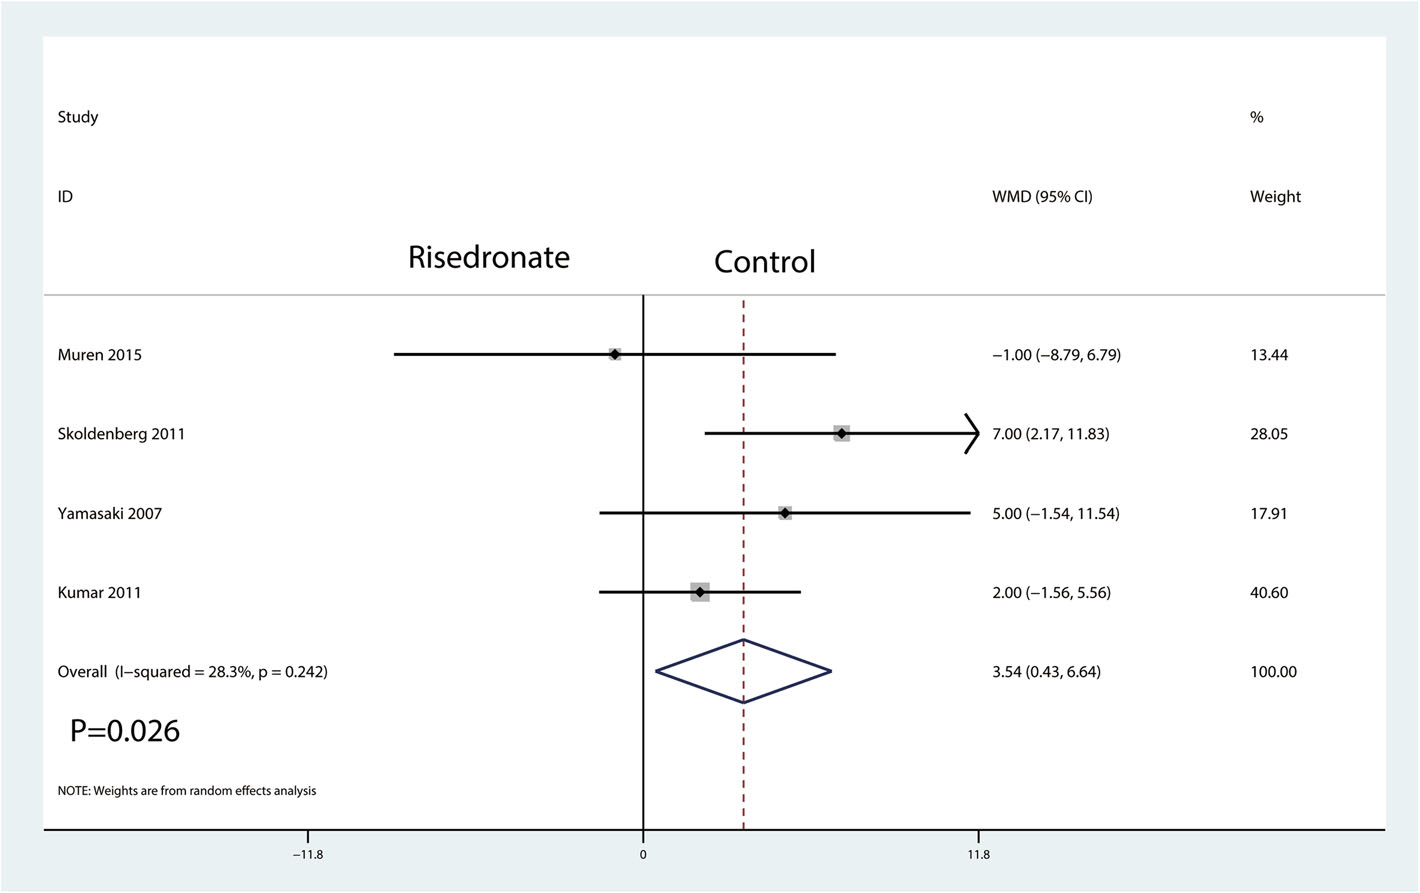 Study %
ID WMD (95% CI) Weight
Risedronate Control
Muren 2015 −1.00 (−8.79, 6.79) 13.44
Skoldenberg 2011 7.00 (2.17, 11.83) 28.05
Yamasaki 2007 5.00 (−1.54, 11.54) 17.91
Kumar 2011 2.00 (−1.56, 5.56) 40.60
Overall (I−squared = 28.3%, p = 0.242) 3.54 (0.43, 6.64) 100.00
P=0.026
NOTE: Weights are from random effects analysis
−11.8 0 11.8